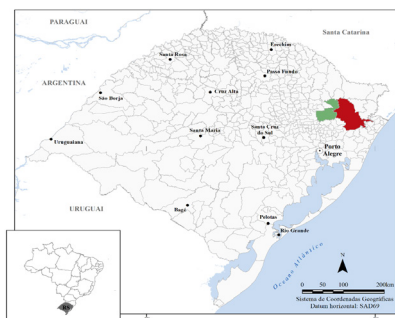 PARAGUAI
Santa Catarina
Erechim
Santa Rosa
Passo Fundo
ARGENTINA
Cruz Alta
São Borja
Santa Maria
Santa Cruz
do Sul
Uruguaiana
Porto
Alegre
URUGUAI
Bagé
Pelotas
Rio Grande
Oceano Atlântico
N
RS
0 50 100 200km
Sistema de Coordenadas Geográficas
Datum horizontal: SAD69